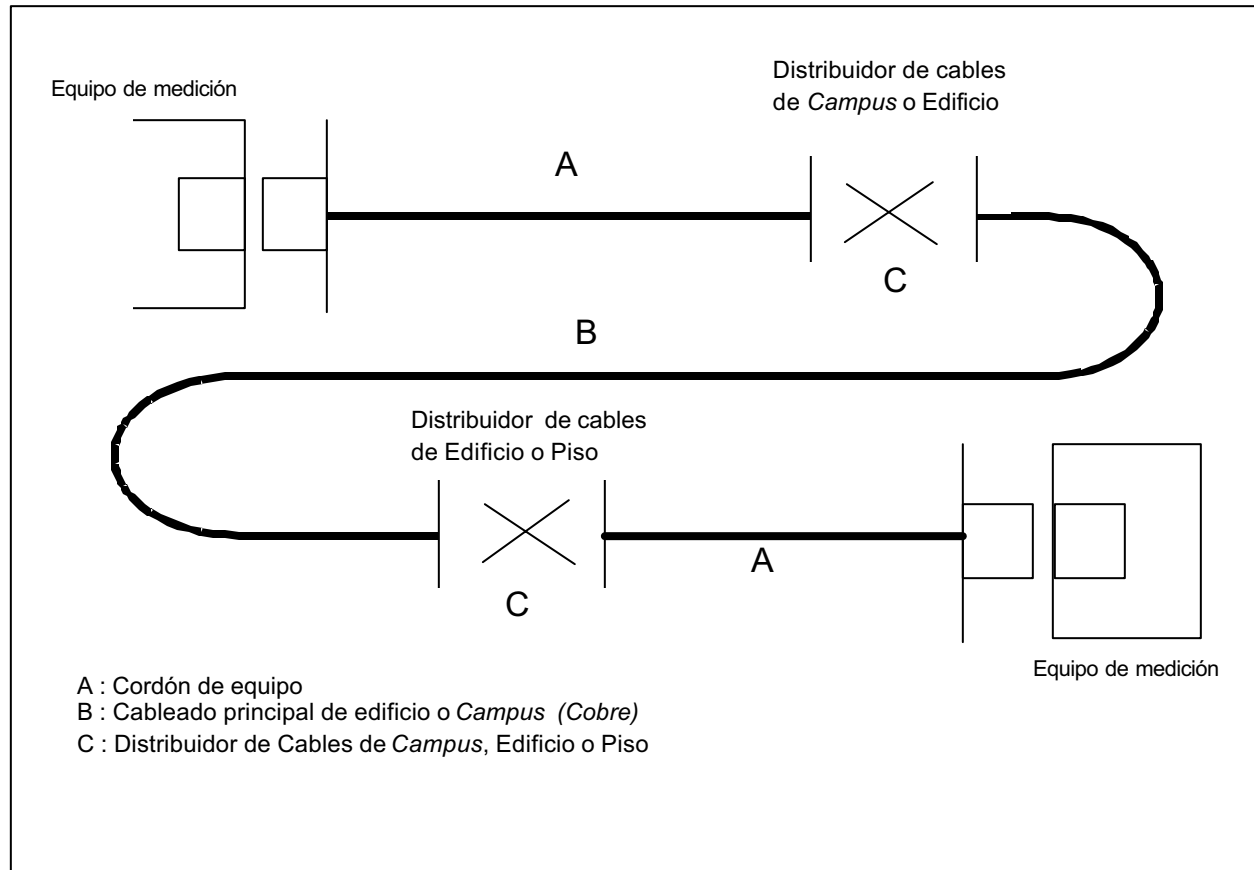 Equipo de medición
Distribuidor de cables
de Campus o Edificio
A
C
B
Distribuidor de cables
de Edificio o Piso
A
C
Equipo de medición
A : Cordón de equipo
B : Cableado principal de edificio o Campus (Cobre)
C : Distribuidor de Cables de Campus, Edificio o Piso